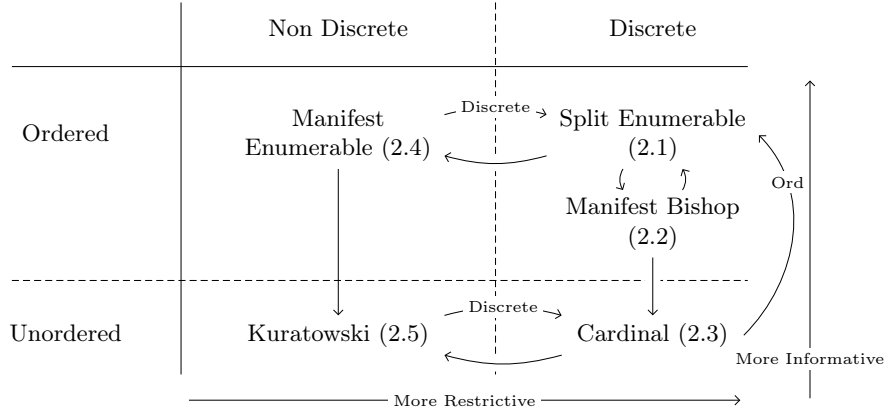 Non Discrete
Discrete
Ordered
Manifest
Enumerable (2.4)
Discrete
Split Enumerable
(2.1)
Manifest Bishop
(2.2)
Ord
Unordered
Kuratowski (2.5)
Discrete
Cardinal (2.3)
More Informative
More Restrictive